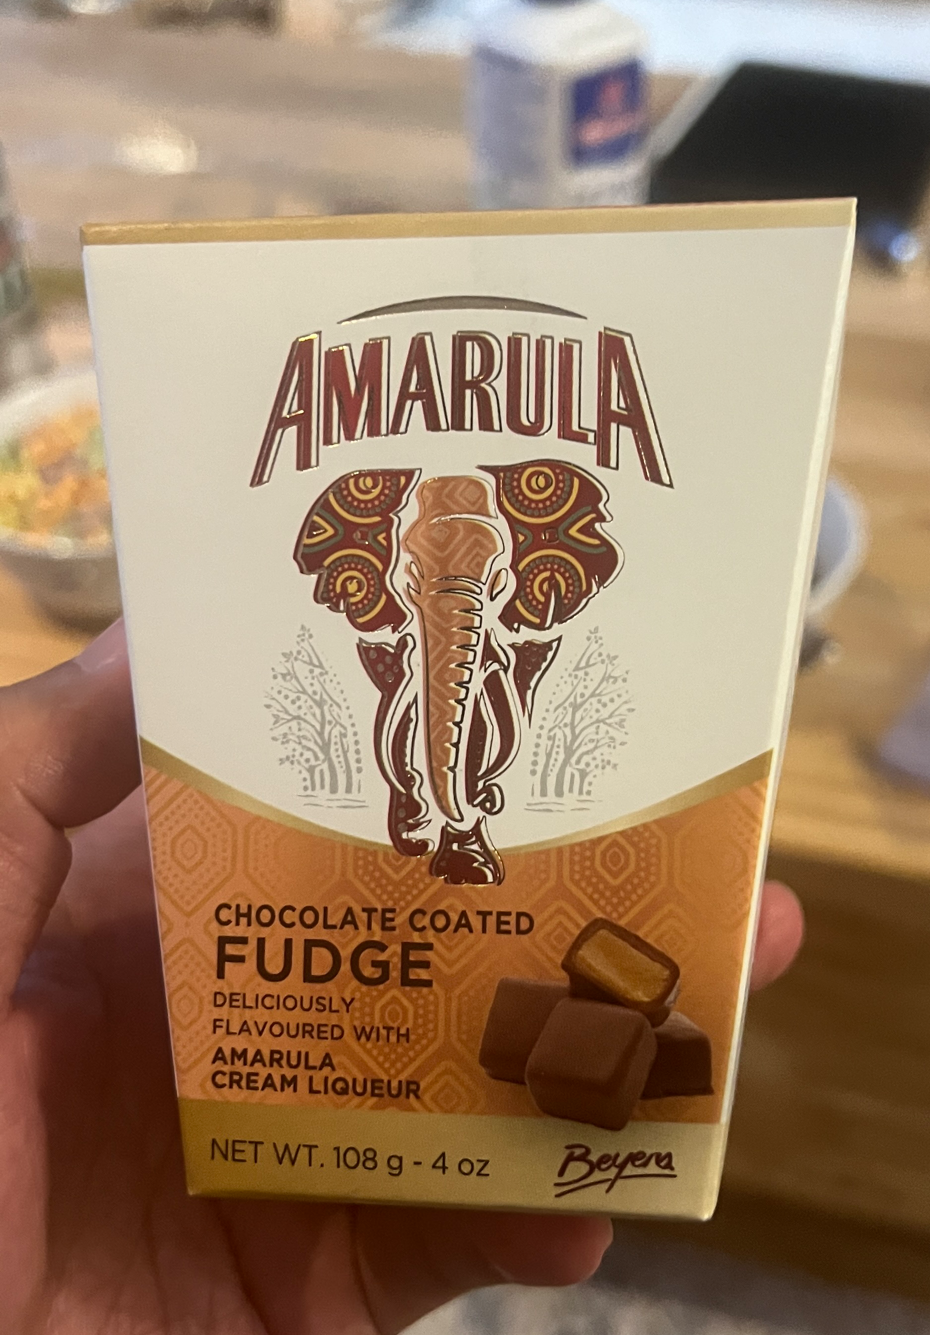 AMARULA
CHOCOLATE COATED
FUDGE
DELICIOUSLY
FLAVOURED WITH
AMARULA
CREAM LIQUEUR
NET WT. 108 g - 4 oz
Beyers